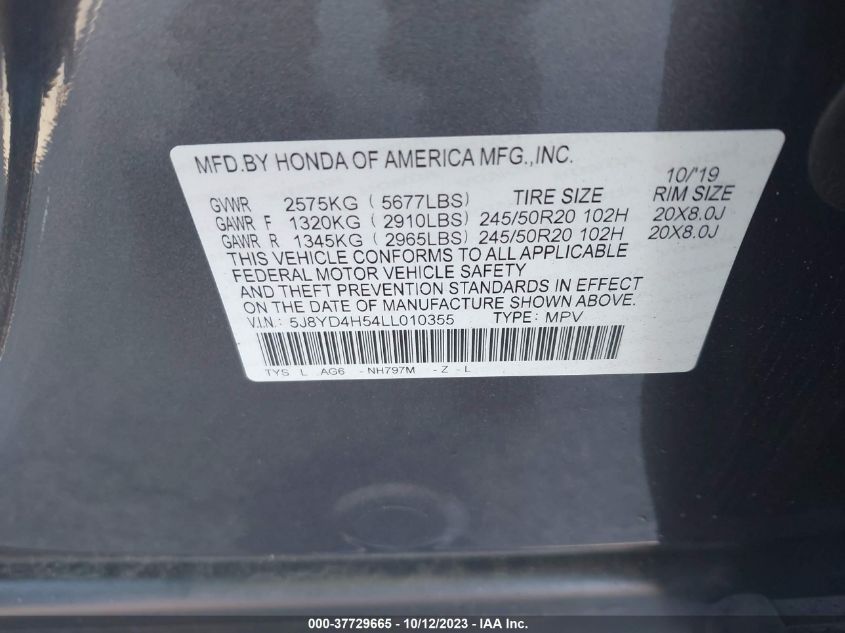 MFD.BY HONDA OF AMERICA MFG.,INC.
10/'19
GVWR 2575KG ( 5677LBS) TIRE SIZE RIM SIZE
GAWR F 1320KG ( 2910LBS) 245/50R20 102H 20X8.0J
GAWR R 1345KG ( 2965LBS) 245/50R20 102H 20X8.0J
THIS VEHICLE CONFORMS TO ALL APPLICABLE
FEDERAL MOTOR VEHICLE SAFETY
AND THEFT PREVENTION STANDARDS IN EFFECT
ON THE DATE OF MANUFACTURE SHOWN ABOVE.
V.I.N.: 5J8YD4H54LL010355 TYPE: MPV
TYS L AG6 -NH797M -Z -L
000-37729665 - 10/12/2023 - IAA Inc.